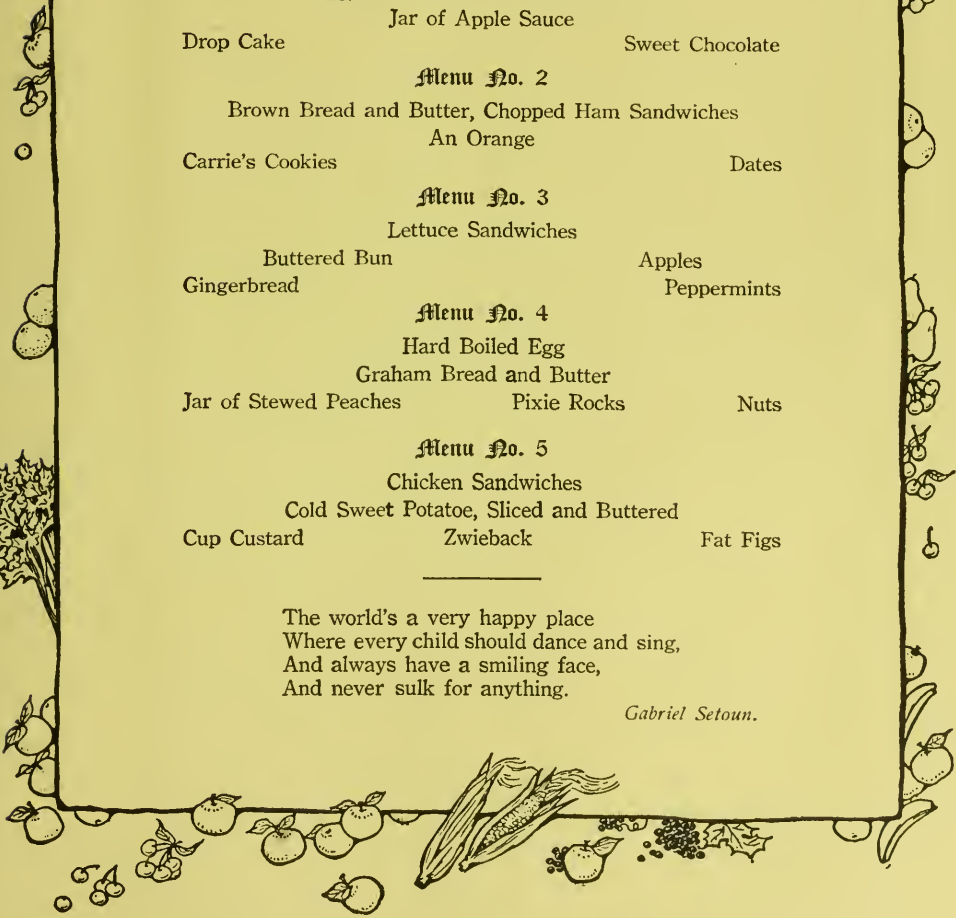 Jar of Apple Sauce
Drop Cake Sweet Chocolate
Menu No. 2
Brown Bread and Butter, Chopped Ham Sandwiches
An Orange
Carrie's Cookies Dates
Menu No. 3
Lettuce Sandwiches
Buttered Bun Apples
Gingerbread Peppermints
Menu No. 4
Hard Boiled Egg
Graham Bread and Butter
Jar of Stewed Peaches Pixie Rocks Nuts
Menu No. 5
Chicken Sandwiches
Cold Sweet Potatoe, Sliced and Buttered
Cup Custard Zwieback Fat Figs
The world's a very happy place
Where every child should dance and sing,
And always have a smiling face,
And never sulk for anything.
Gabriel Setoun.